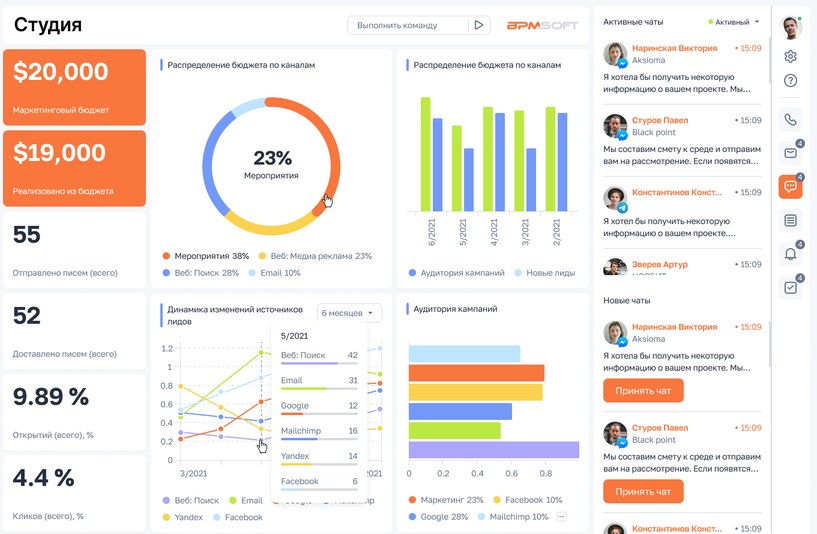 Студия
Выполнить команду
BPMSOFT
$20,000
Маркетинговый бюджет
$19,000
Реализовано из бюджета
55
Отправлено писем (всего)
52
Доставлено писем (всего)
9.89 %
Открытий (всего), %
4.4 %
Кликов (всего), %
Распределение бюджета по каналам
23%
Мероприятия
Мероприятия 38%
Веб: Медиа реклама 23%
Веб: Поиск 28%
Email 10%
Распределение бюджета по каналам
6/2021
5/2021
4/2021
3/2021
2/2021
Аудитория кампаний
Новые лиды
Динамика изменений источников
лидов
6 месяцев
1.2
1
0.8
0.6
0.4
0.2
0
3/2021
2021
5/2021
Веб: Поиск 42
Email 31
Google 12
Mailchimp 16
Yandex 14
Facebook 6
Веб: Поиск
Email
Yandex
Facebook
Аудитория кампаний
0
0.2
0.4
0.6
0.8
Маркетинг 23%
Facebook 10%
Google 28%
Mailchimp 10%
Активные чаты
Активный
Наринская Виктория • 15:09
Aksioma
Я хотела бы получить некоторую
информацию о вашем проекте. Мы...
Стуров Павел • 15:09
Black point
Мы составим смету к среде и отправим
вам на рассмотрение. Если появятся...
Константинов Конст... • 15:09
Я хотел бы получить некоторую
информацию о вашем проекте....
Зверов Артур • 15:09
Новые чаты
Наринская Виктория • 15:09
Aksioma
Я хотела бы получить некоторую
информацию о вашем проекте. Мы...
Принять чат
Стуров Павел • 15:09
Black point
Мы составим смету к среде и отправим
вам на рассмотрение. Если появятся...
Принять чат
Константинов Конст... • 15:09
4
4
4
4